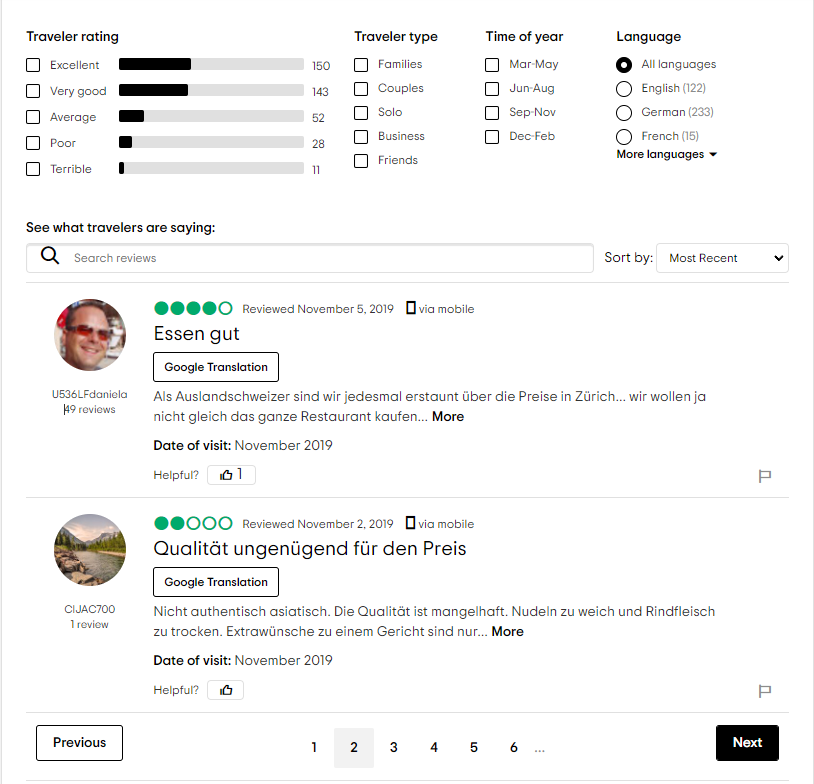 Traveler rating
Excellent 150
Very good 143
Average 52
Poor 28
Terrible 11
Traveler type
Families
Couples
Solo
Business
Friends
Time of year
Mar-May
Jun-Aug
Sep-Nov
Dec-Feb
Language
All languages
English (122)
German (233)
French (15)
More languages
See what travelers are saying:
Search reviews
Sort by: Most Recent
U536LFdaniela
49 reviews
Reviewed November 5, 2019 via mobile
Essen gut
Google Translation
Als Auslandschweizer sind wir jedesmal erstaunt über die Preise in Zürich... wir wollen ja
nicht gleich das ganze Restaurant kaufen... More
Date of visit: November 2019
Helpful? 1
CIJAC700
1 review
Reviewed November 2, 2019 via mobile
Qualität ungenügend für den Preis
Google Translation
Nicht authentisch asiatisch. Die Qualität ist mangelhaft. Nudeln zu weich und Rindfleisch
zu trocken. Extrawünsche zu einem Gericht sind nur... More
Date of visit: November 2019
Helpful?
Previous 1 2 3 4 5 6 ... Next